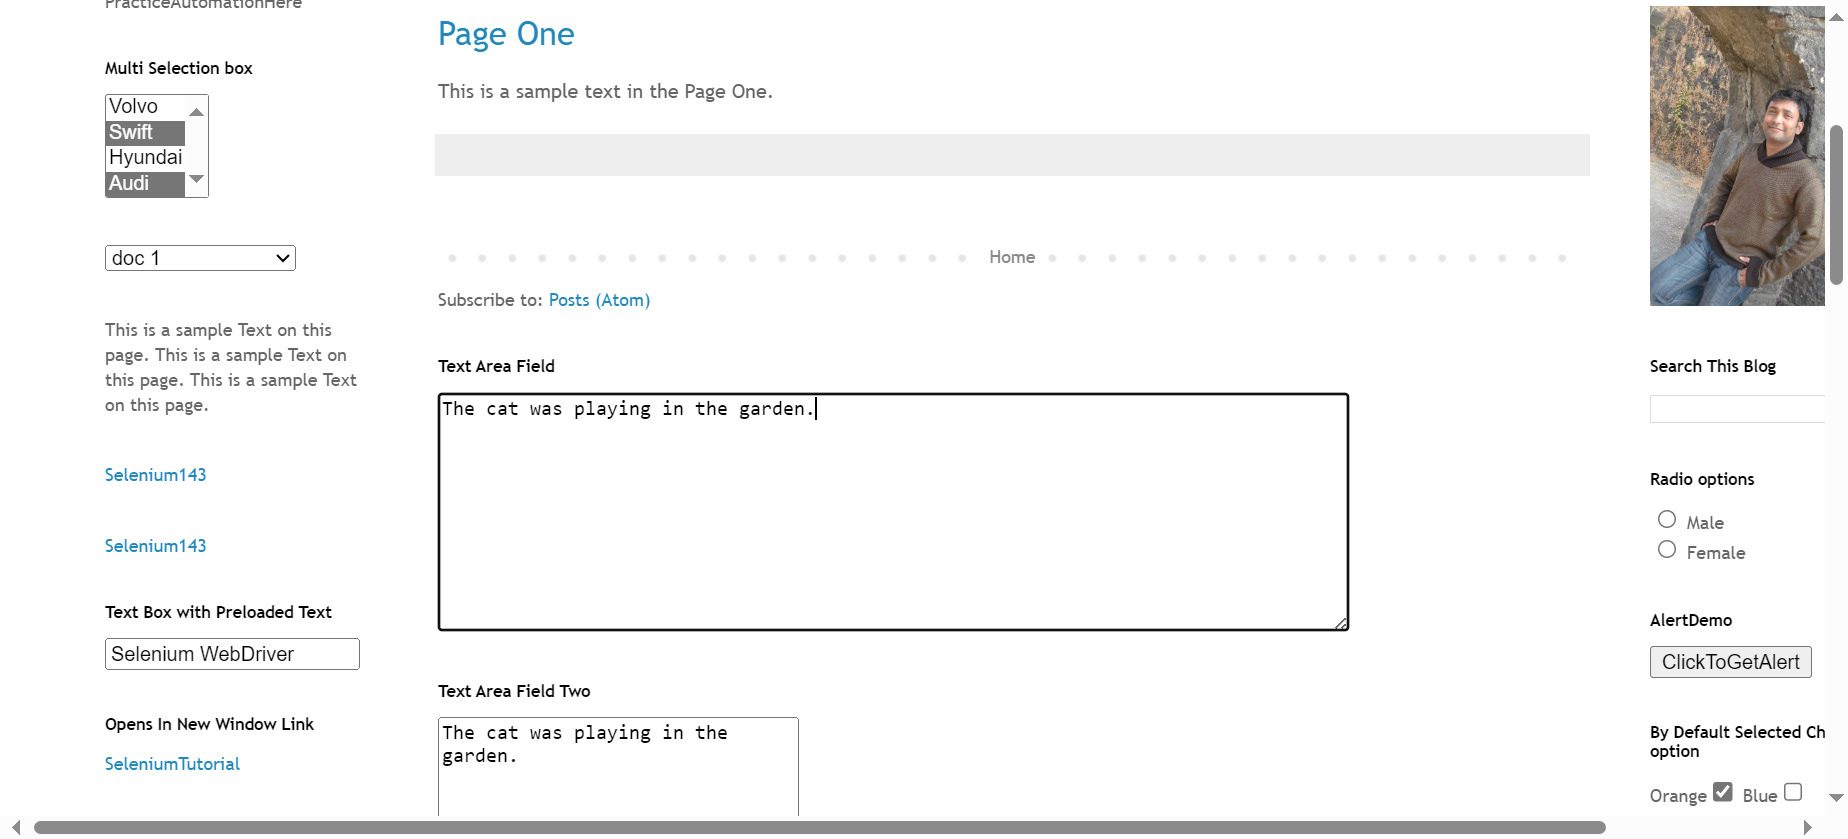 PracticeAutomationHere
Multi Selection box
Volvo
Swift
Hyundai
Audi
doc 1
This is a sample Text on this
page. This is a sample Text on
this page. This is a sample Text
on this page.
Selenium143
Selenium143
Text Box with Preloaded Text
Selenium WebDriver
Opens In New Window Link
SeleniumTutorial
Page One
This is a sample text in the Page One.
Home
Subscribe to: Posts (Atom)
Text Area Field
The cat was playing in the garden.
Text Area Field Two
The cat was playing in the
garden.
Search This Blog
Radio options
Male
Female
AlertDemo
ClickToGetAlert
By Default Selected Ch
option
Orange Blue